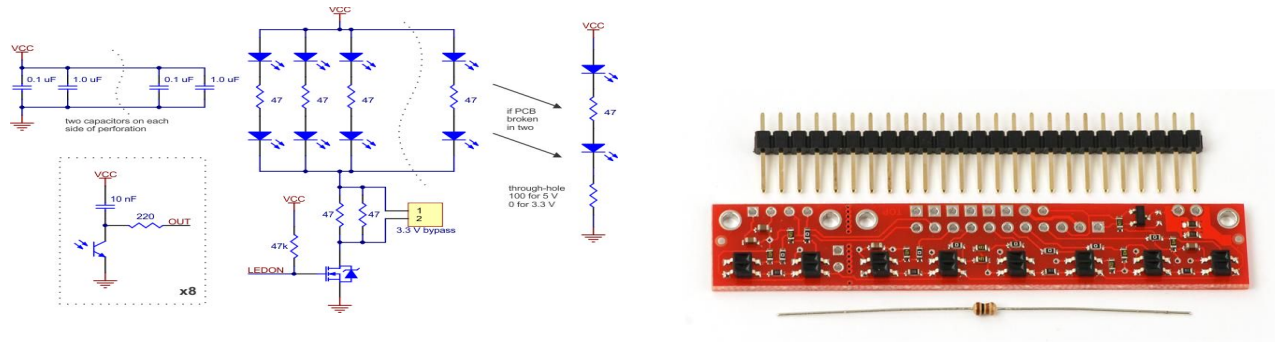 VCC
0.1 uF
1.0 uF
0.1 uF
1.0 uF
two capacitors on each
side of perforation
VCC
10 nF
220
OUT
x8
VCC
47
47
47
47
VCC
47k
LEDON
47
47
1
2
3.3 V bypass
if PCB
broken
in two
VCC
47
through-hole
100 for 5 V
0 for 3.3 V